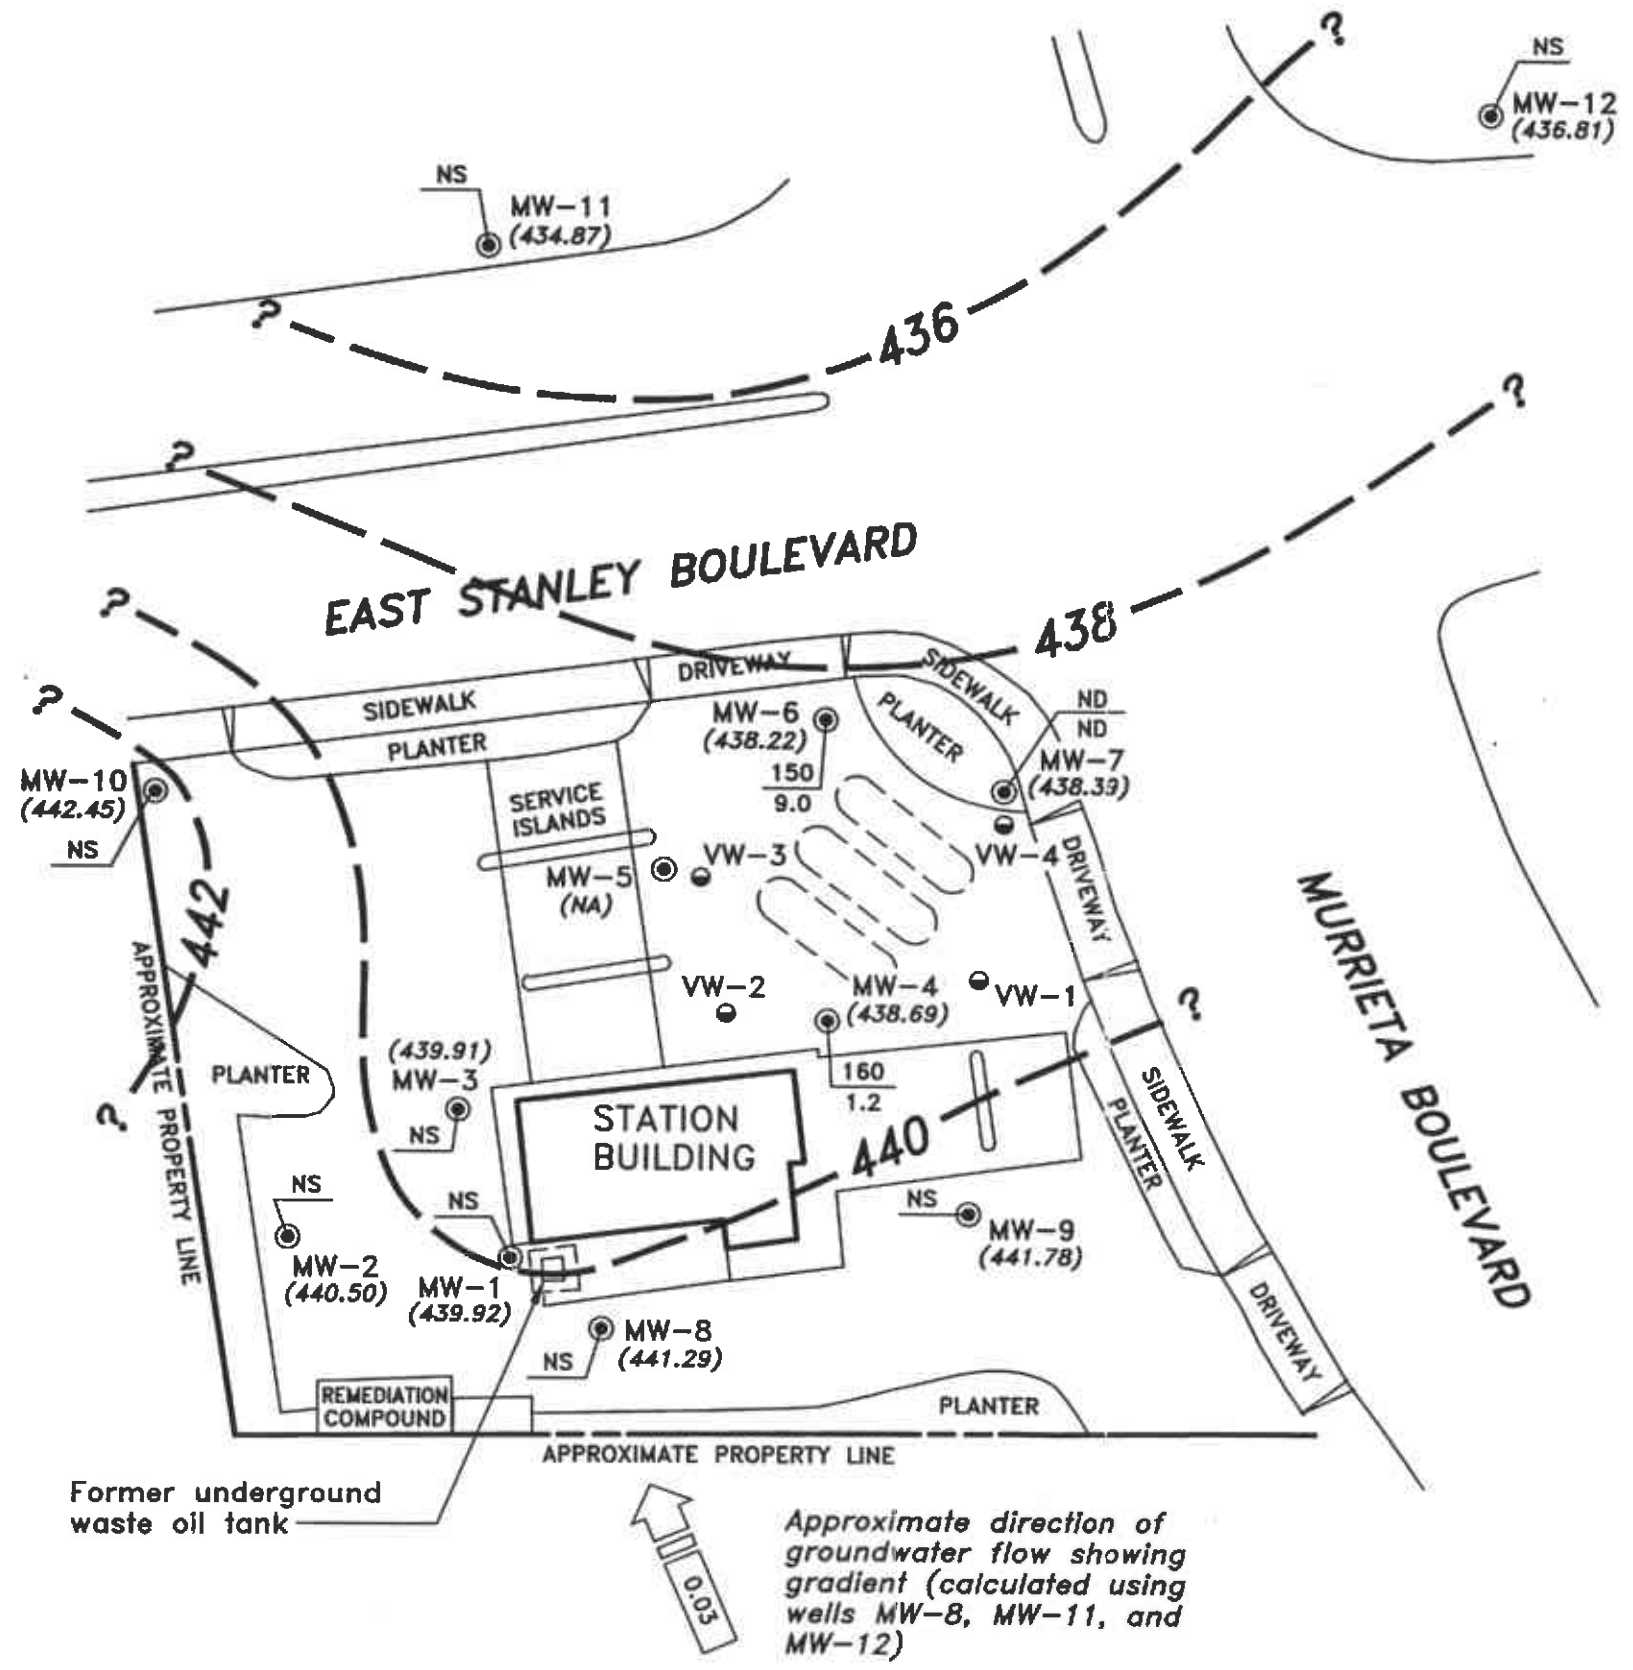 ?
NS
MW-12
(436.81)
NS
MW-11
(434.87)
?
436
?
?
EAST STANLEY BOULEVARD
438
?
?
DRIVEWAY
SIDEWALK
SIDEWALK
PLANTER
PLANTER
MW-6
(438.22)
150
9.0
ND
ND
MW-7
(438.39)
MW-10
(442.45)
NS
SERVICE
ISLANDS
VW-3
VW-4
MW-5
(NA)
DRIVEWAY
442
MURRIETA BOULEVARD
APPROXIMATE PROPERTY LINE
VW-2
MW-4
(438.69)
VW-1
?
160
1.2
(439.91)
MW-3
NS
PLANTER
?
STATION
BUILDING
440
SIDEWALK
PLANTER
NS
MW-2
(440.50)
NS
MW-1
(439.92)
NS
MW-9
(441.78)
MW-8
(441.29)
NS
DRIVEWAY
REMEDIATION
COMPOUND
PLANTER
APPROXIMATE PROPERTY LINE
Former underground
waste oil tank
0.03
Approximate direction of
groundwater flow showing
gradient (calculated using
wells MW-8, MW-11, and
MW-12)